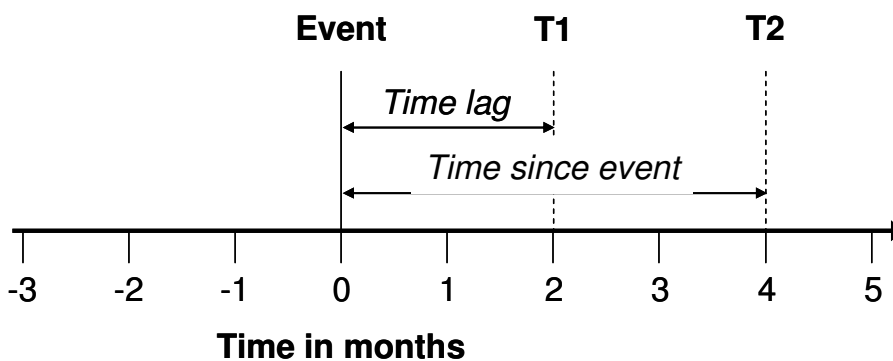 Event T1 T2
Time lag
Time since event
-3 -2 -1 0 1 2 3 4 5
Time in months